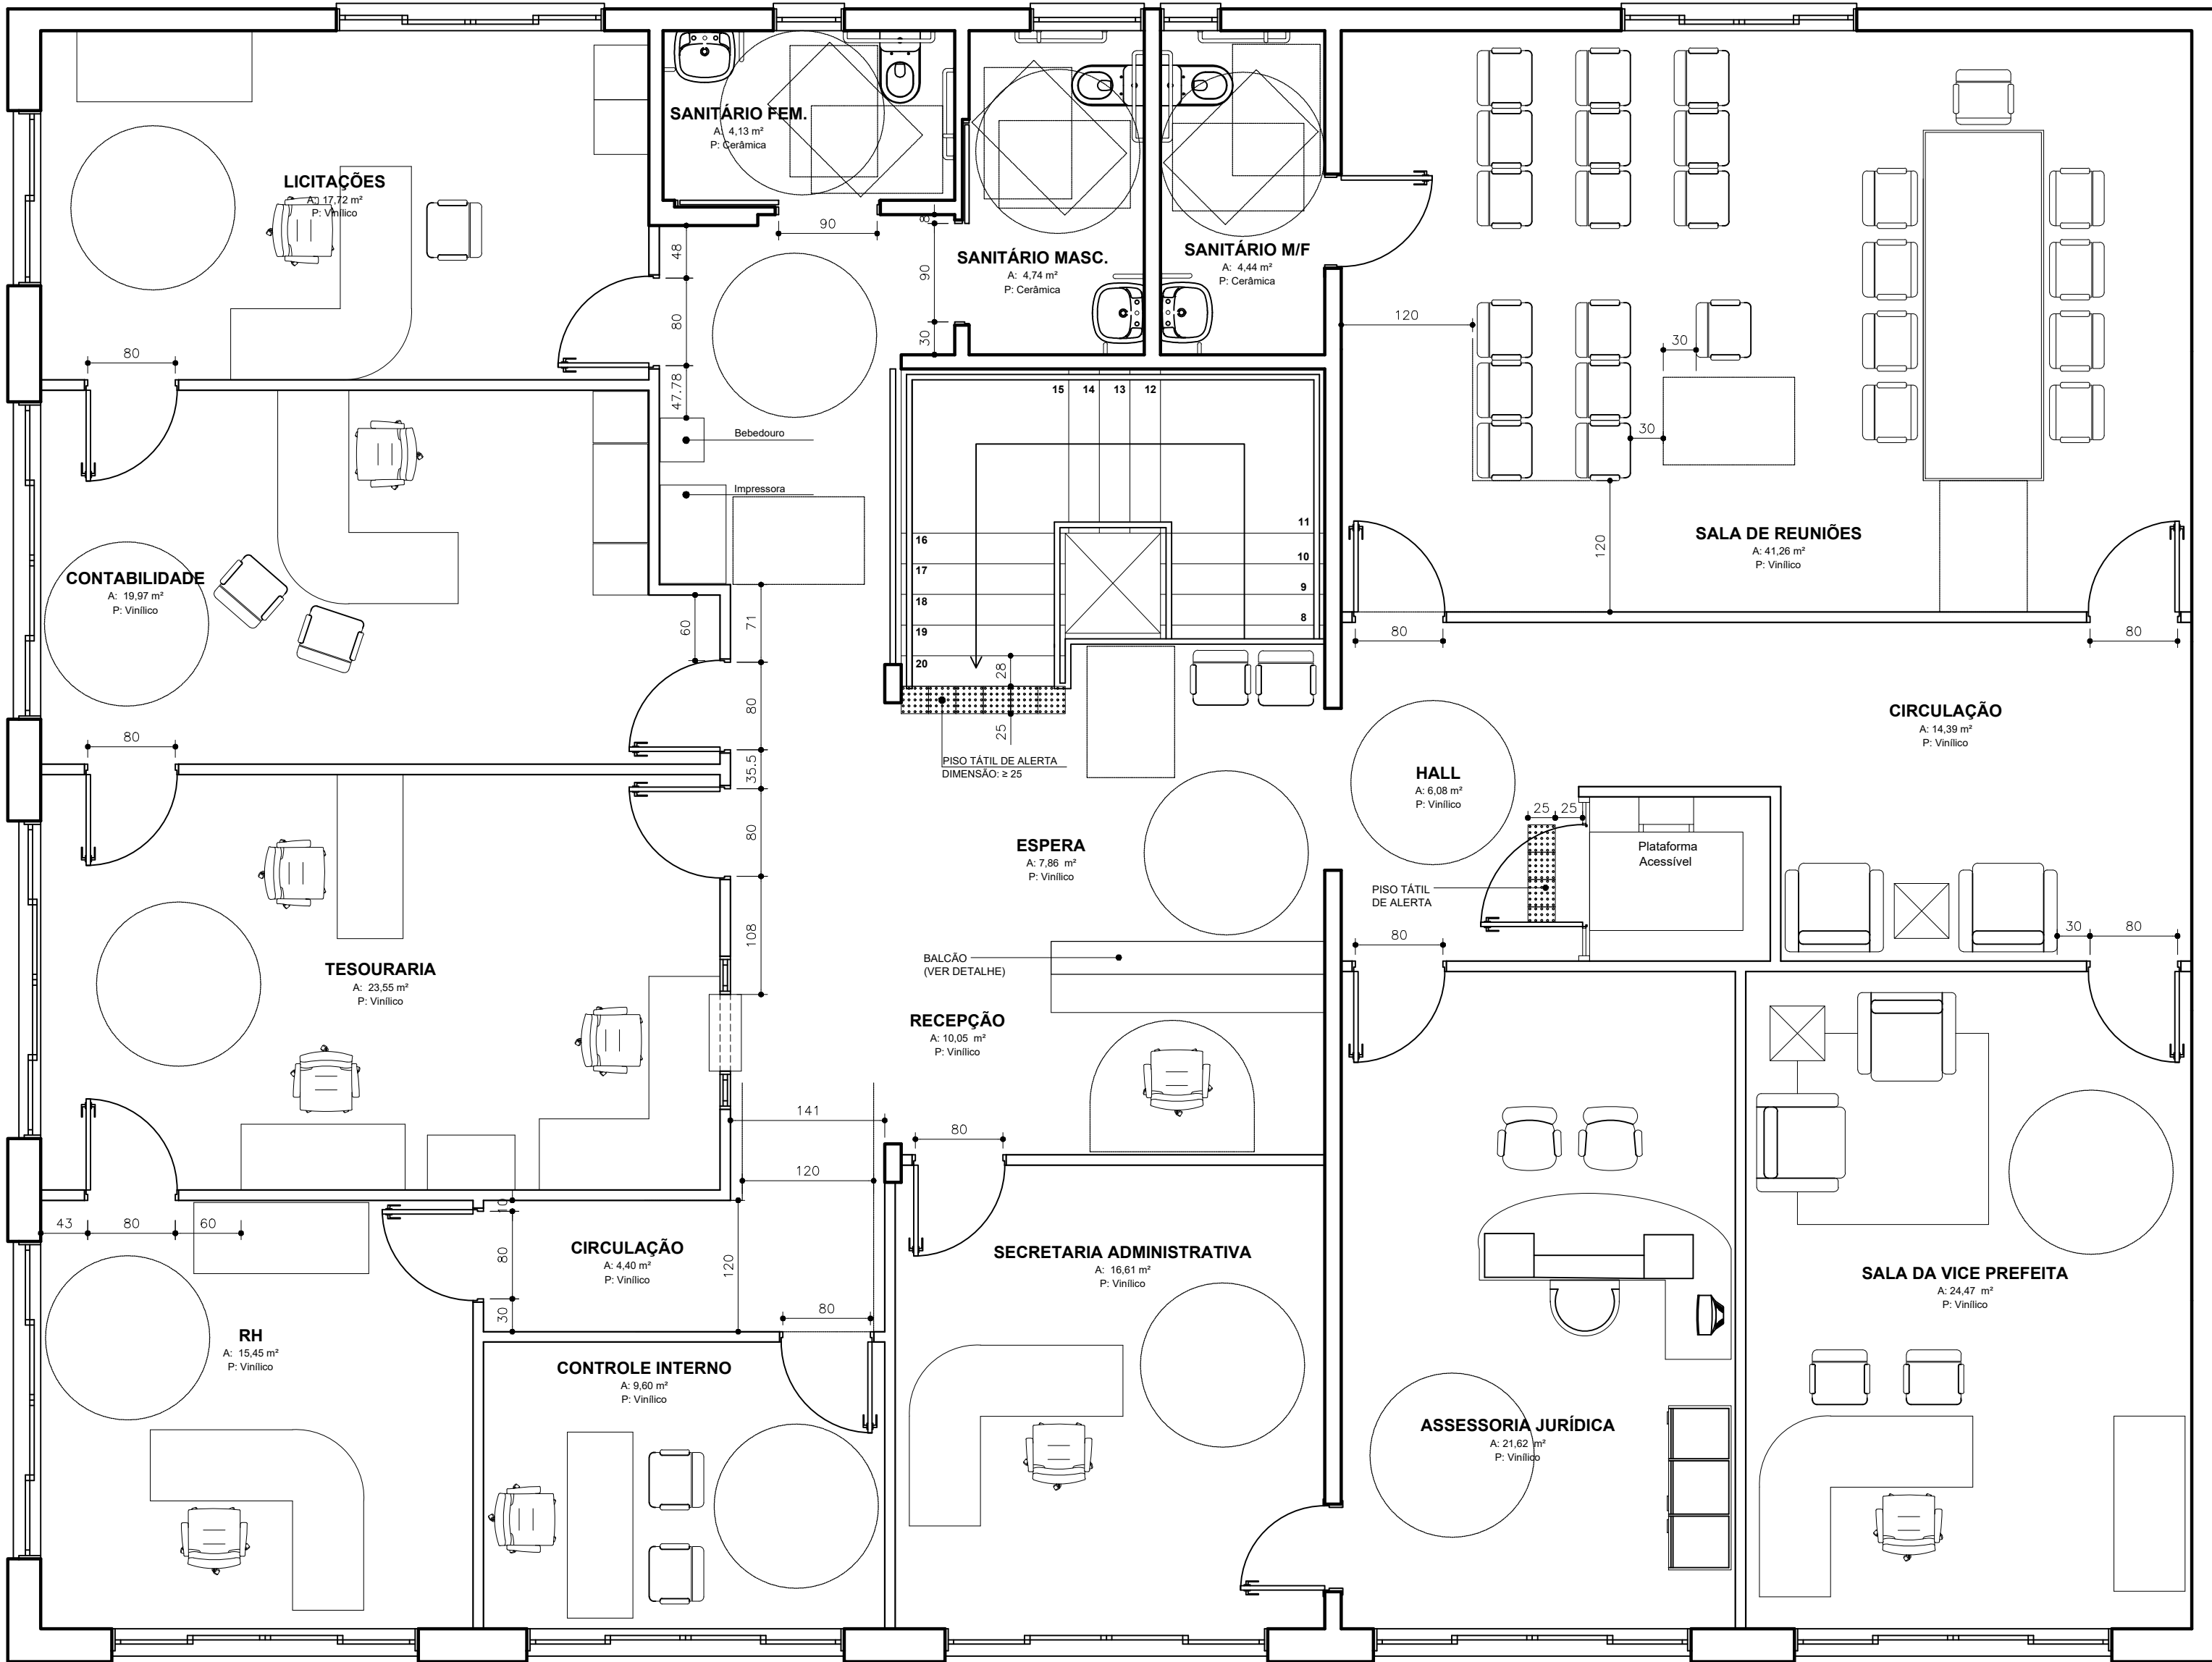 SANITÁRIO FEM.
A: 4,13 m²
P: Cerâmica
LICITAÇÕES
A: 17,72 m²
P: Vinílico
SANITÁRIO MASC.
A: 4,74 m²
P: Cerâmica
SANITÁRIO M/F
A: 4,44 m²
P: Cerâmica
90
8
48
90
80
30
47.78
80
120
30
30
120
15 14 13 12
Bebedouro
Impressora
11
16
10
17
9
18
8
19
20
SALA DE REUNIÕES
A: 41,26 m²
P: Vinílico
CONTABILIDADE
A: 19,97 m²
P: Vinílico
71
60
80
80
80
28
25
80
35.5
80
PISO TÁTIL DE ALERTA
DIMENSÃO: ≥ 25
CIRCULAÇÃO
A: 14,39 m²
P: Vinílico
HALL
A: 6,08 m²
P: Vinílico
25 25
Plataforma
Acessível
PISO TÁTIL
DE ALERTA
ESPERA
A: 7,86 m²
P: Vinílico
80
108
30 80
TESOURARIA
A: 23,55 m²
P: Vinílico
BALCÃO
(VER DETALHE)
RECEPÇÃO
A: 10,05 m²
P: Vinílico
141
80
120
43 80 60
10
80
30
120
80
CIRCULAÇÃO
A: 4,40 m²
P: Vinílico
SECRETARIA ADMINISTRATIVA
A: 16,61 m²
P: Vinílico
SALA DA VICE PREFEITA
A: 24,47 m²
P: Vinílico
RH
A: 15,45 m²
P: Vinílico
CONTROLE INTERNO
A: 9,60 m²
P: Vinílico
ASSESSORIA JURÍDICA
A: 21,62 m²
P: Vinílico